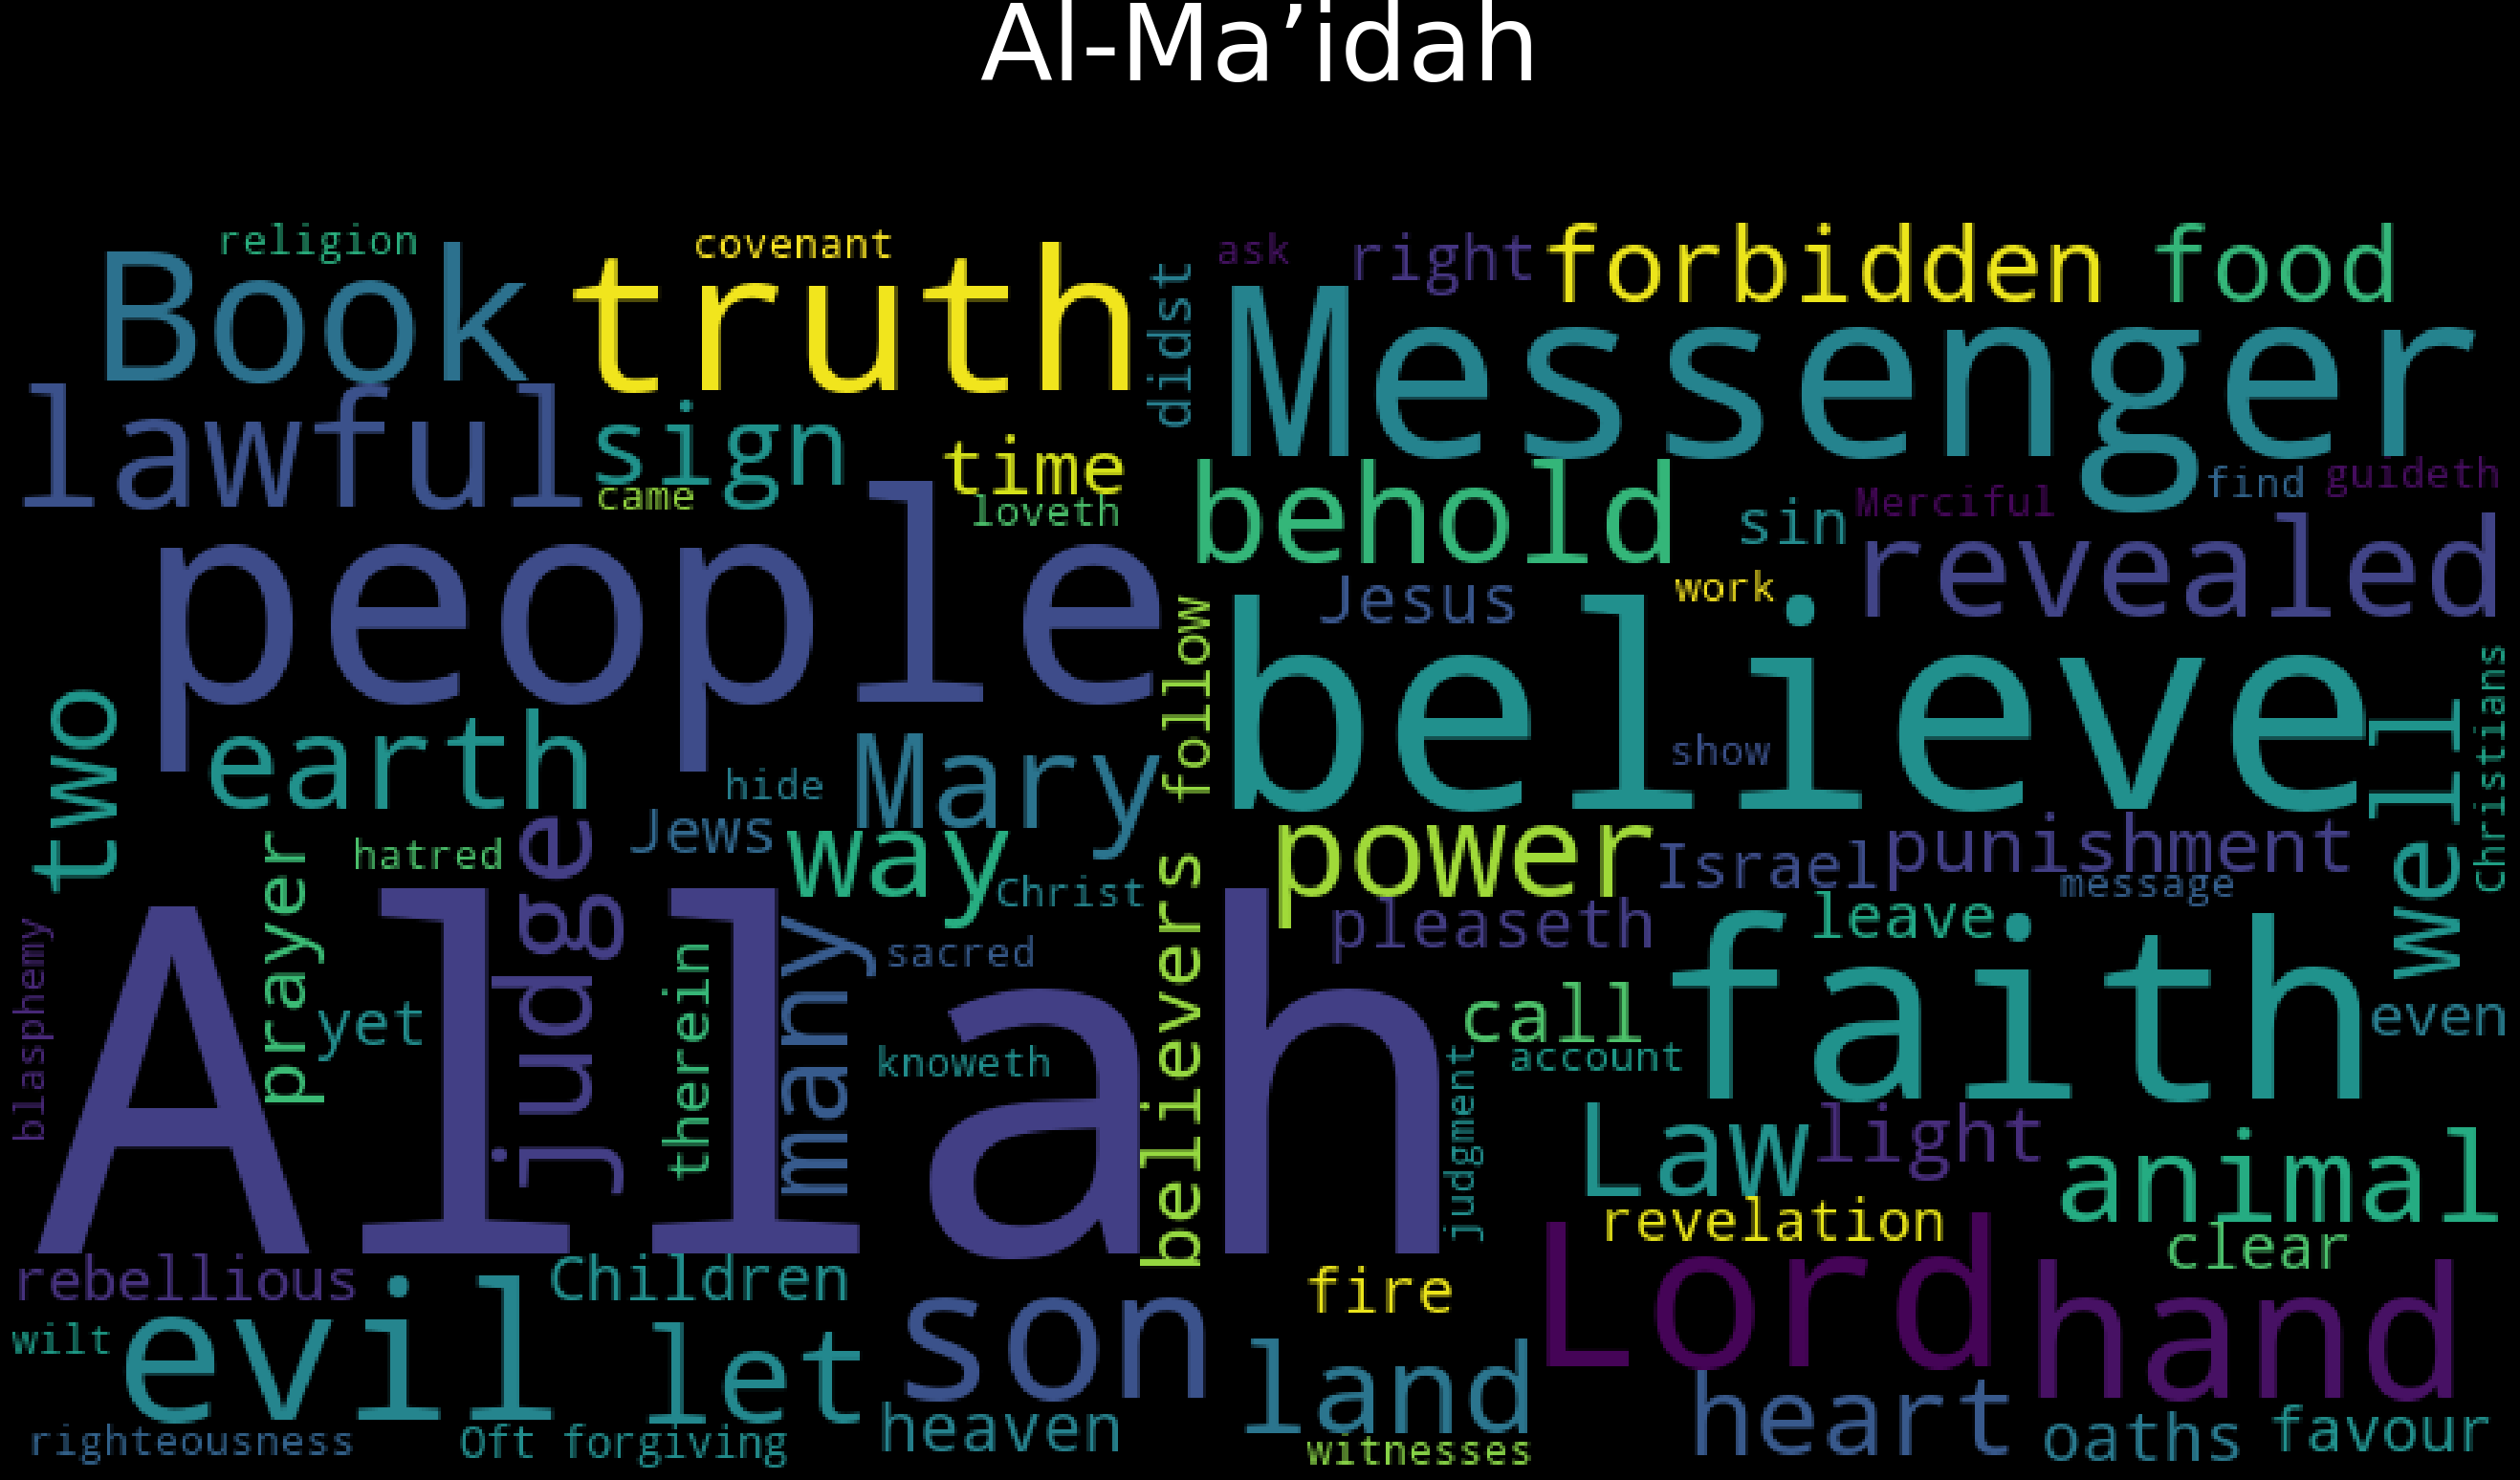 Al-Ma’idah
religion
covenant
ask
right
forbidden
food
Book
truth
didst
Messenger
lawful
sign
time
came
loveth
behold
sin
Merciful
find
guideth
people
Jesus
work
revealed
follow
believe
show
two
earth
hide
Mary
well
Christians
Jews
way
power
Israel
punishment
message
hatred
judge
prayer
Christ
believers
pleaseth
leave
faith
Allah
blasphemy
yet
therein
many
sacred
knoweth
call
account
even
judgment
Law
light
animal
revelation
clear
rebellious
Children
fire
Lord
hand
wilt
evil
let
son
land
heart
righteousness
Oft forgiving
heaven
witnesses
oaths
favour